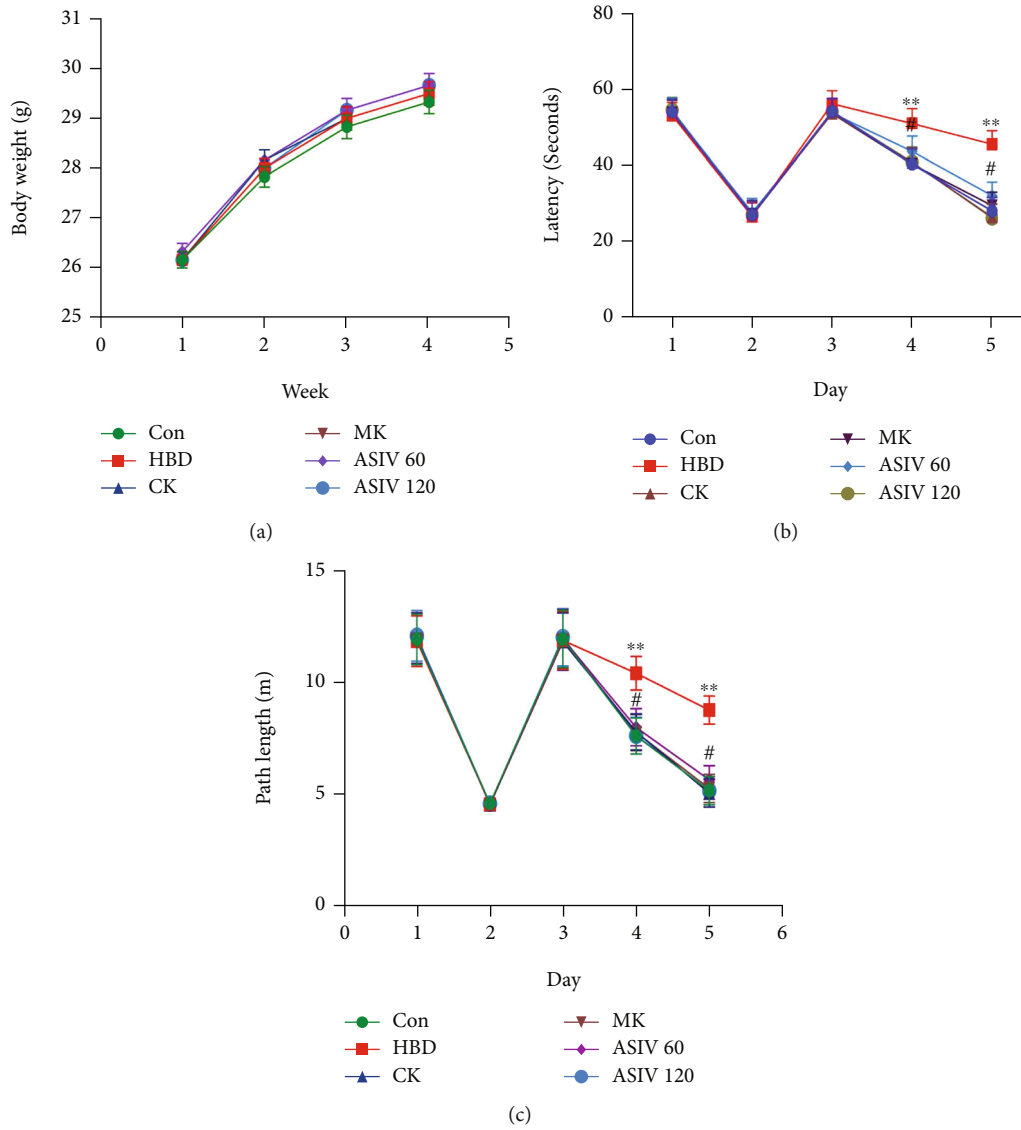 31
30
29
28
27
26
25
Body weight (g)
0
1
2
3
4
5
Week
Con
HBD
CK
MK
ASIV 60
ASIV 120
(a)
80
60
40
20
0
Latency (Seconds)
**
#
**
#
1
2
3
4
5
Day
Con
HBD
CK
MK
ASIV 60
ASIV 120
(b)
15
10
5
0
Path length (m)
**
#
**
#
0
1
2
3
4
5
6
Day
Con
HBD
CK
MK
ASIV 60
ASIV 120
(c)